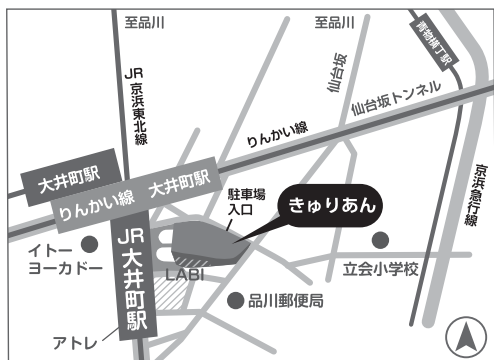 至品川
至品川
青物横丁駅
JR
京浜東北線
仙台坂
仙台坂トンネル
りんかい線
大井町駅
りんかい線 大井町駅
京浜急行線
駐車場
入口
きゅりあん
イトー
ヨーカドー
JR
大井町駅
LABI
立会小学校
品川郵便局
アトレ